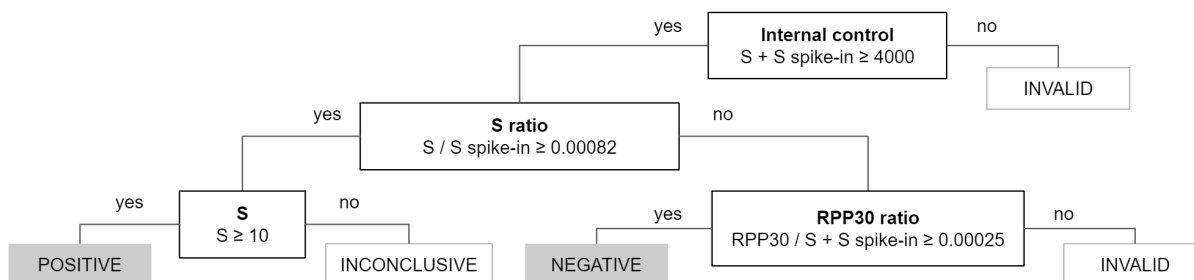 yes
Internal control
no
S + S spike-in ≥ 4000
INVALID
yes
S ratio
no
S / S spike-in ≥ 0.00082
yes
S
no
S ≥ 10
yes
RPP30 ratio
no
RPP30 / S + S spike-in ≥ 0.00025
POSITIVE
INCONCLUSIVE
NEGATIVE
INVALID